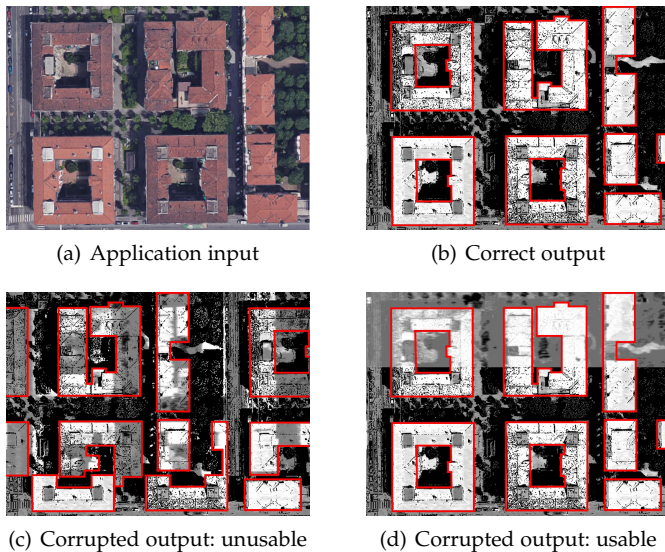 (a) Application input
(b) Correct output
(c) Corrupted output: unusable
(d) Corrupted output: usable